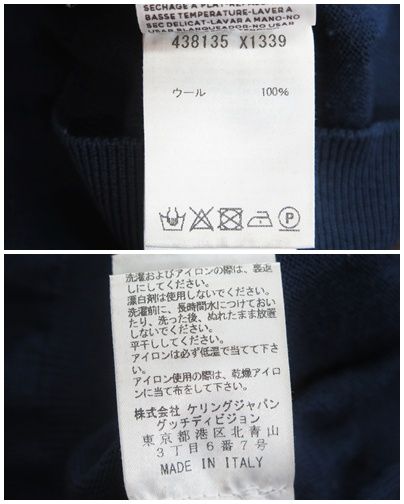 SÉCHAGE A PLAT-REPASSAGE
BASSE TEMPERATURE-LAVER A
SEC DELICAT-LAVAR A MANO-NO
USAR BLANQUEADOR-NO USAR
438135 X1339
ウール 100%
洗濯およびアイロンの際は、裏返
しにしてください。
漂白剤は使用しないでください。
洗濯前に、長時間水につけておい
たり、洗った後、ぬれたまま放置
しないでください。
平干ししてください。
アイロンは必ず低温で当てて下さ
い。
アイロン使用の際は、乾燥アイロ
ンに当て布をして下さい。
株式会社 ケリングジャパン
グッチディビジョン
東京都港区北青山
3丁目6番7号
MADE IN ITALY